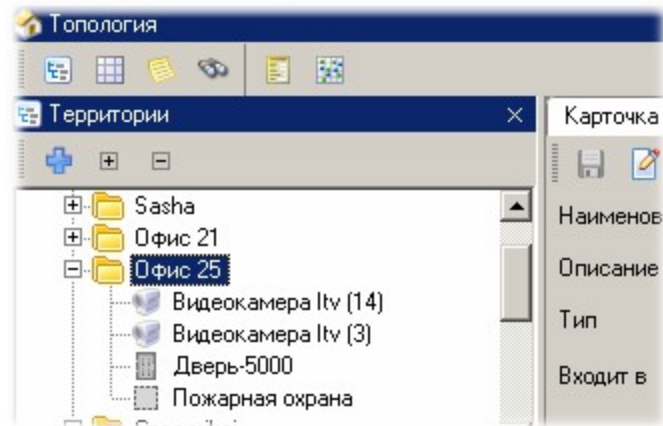 Топология
Территории
Карточка
Sasha
Офис 21
Офис 25
Видеокамера Itv (14)
Видеокамера Itv (3)
Дверь-5000
Пожарная охрана
Наименов
Описание
Тип
Входит в